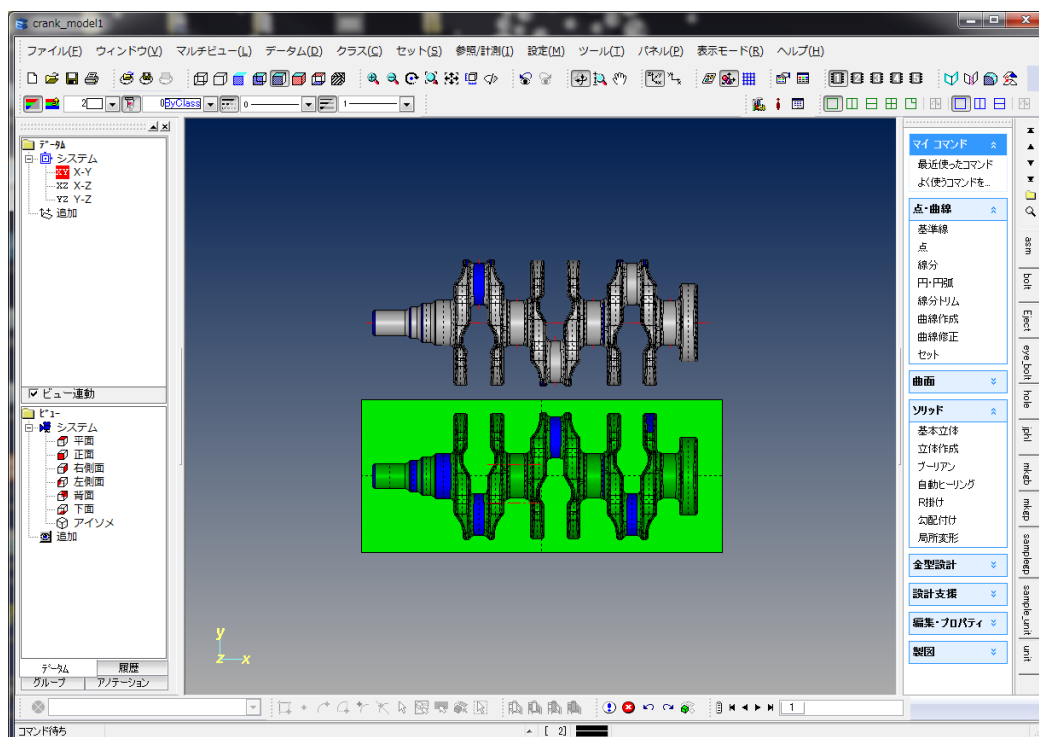 crank_model1
ファイル(F) ウィンドウ(V) マルチビュー(L) データム(D) クラス(C) セット(S) 参照/計測(I) 設定(M) ツール(T) パネル(P) 表示モード(R) ヘルプ(H)
2 0 ByClass 0 1
データム
システム
XY X-Y
XZ X-Z
YZ Y-Z
追加
ビュー連動
ビュー
システム
平面
正面
右側面
左側面
背面
下面
アイソメ
追加
データム 履歴
グループ アノテーション
y
z x
マイ コマンド
最近使ったコマンド
よく使うコマンドを...
点・曲線
基準線
点
線分
円・円弧
線分トリム
曲線作成
曲線修正
セット
曲面
ソリッド
基本立体
立体作成
ブーリアン
自動ヒーリング
R掛け
勾配付け
局所変形
金型設計
設計支援
編集・プロパティ
製図
asm
bolt
Eject
eye_bolt
hole
jphl
mkeb
mkep
samplegp
sample_unit
unit
1
コマンド待ち [ 2]